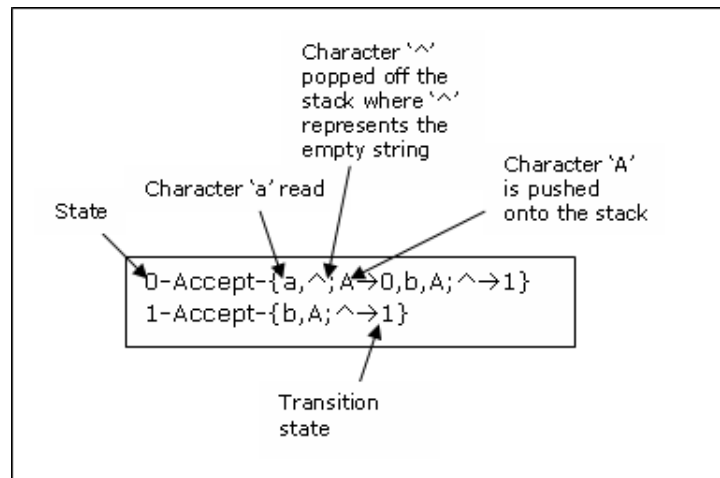 Character ‘^’
popped off the
stack where ‘^’
represents the
empty string
Character ‘A’
is pushed
onto the stack
Character ‘a’ read
State
0-Accept-{a,^;A→0,b,A;^→1}
1-Accept-{b,A;^→1}
Transition
state